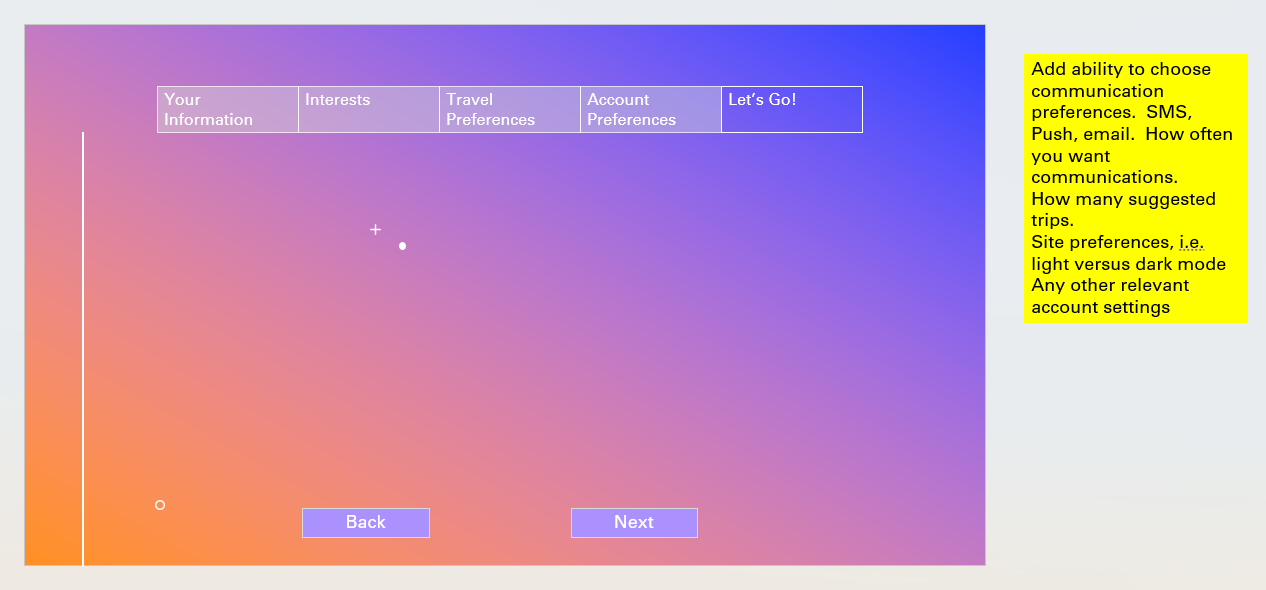 Your
Information
Interests
Travel
Preferences
Account
Preferences
Let's Go!
Back
Next
Add ability to choose
communication
preferences.  SMS,
Push, email.  How often
you want
communications.
How many suggested
trips.
Site preferences, i.e.
light versus dark mode
Any other relevant
account settings